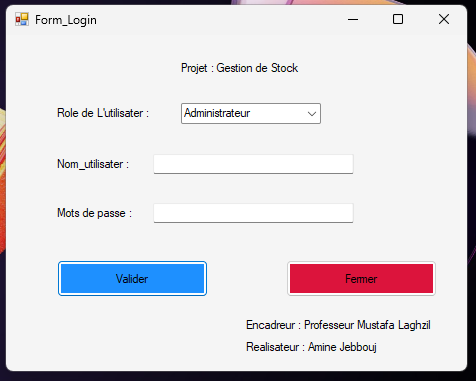 Form_Login
Projet : Gestion de Stock
Role de L'utilisater : Administrateur
Nom_utilisater :
Mots de passe :
Valider Fermer
Encadreur : Professeur Mustafa Laghzil
Realisateur : Amine Jebbouj